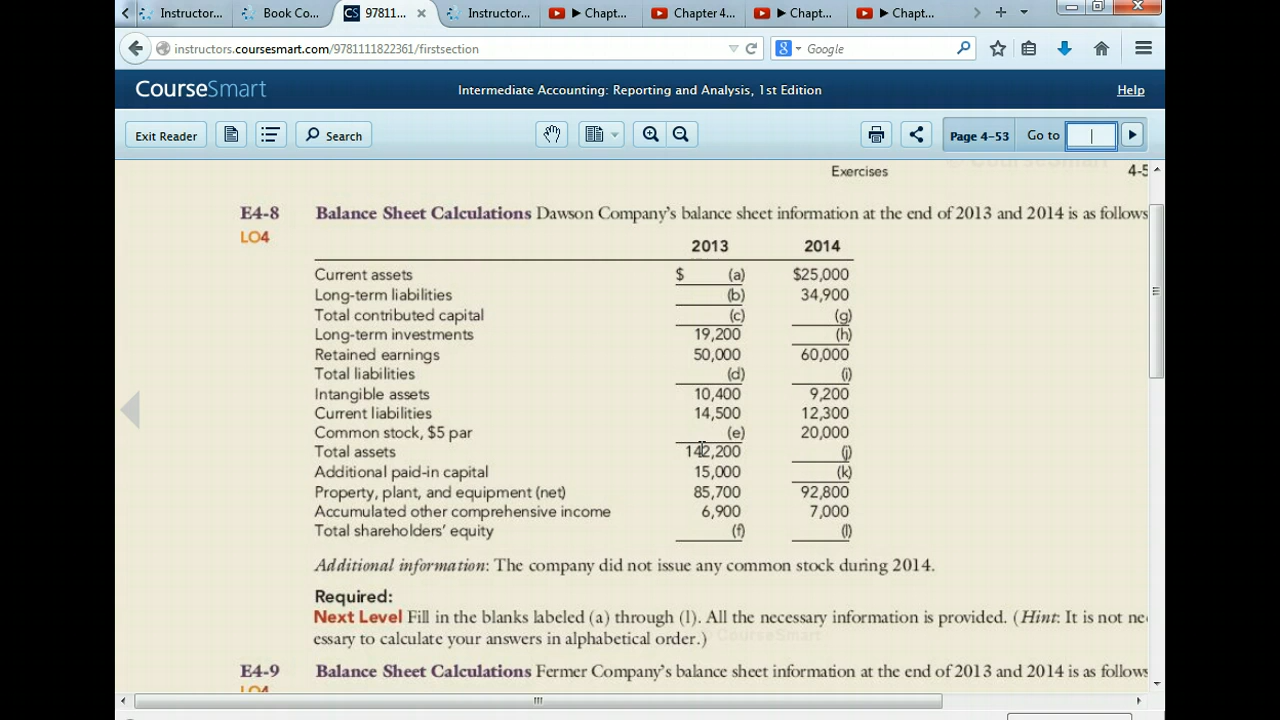 Instructor... Book Co... CS 97811... × Instructor... ▶ Chapt... Chapter 4... ▶ Chapt... ▶ Chapt...
instructors.coursesmart.com/9781111822361/firstsection Google
CourseSmart Intermediate Accounting: Reporting and Analysis, 1st Edition Help
Exit Reader Search Page 4-53 Go to
Exercises 4-5
E4-8 Balance Sheet Calculations Dawson Company's balance sheet information at the end of 2013 and 2014 is as follows
LO4
2013 2014
Current assets $ (a) $25,000
Long-term liabilities (b) 34,900
Total contributed capital (c) (g)
Long-term investments 19,200 (h)
Retained earnings 50,000 60,000
Total liabilities (d) (i)
Intangible assets 10,400 9,200
Current liabilities 14,500 12,300
Common stock, $5 par (e) 20,000
Total assets 142,200 (j)
Additional paid-in capital 15,000 (k)
Property, plant, and equipment (net) 85,700 92,800
Accumulated other comprehensive income 6,900 7,000
Total shareholders' equity (f) (l)
Additional information: The company did not issue any common stock during 2014.
Required:
Next Level Fill in the blanks labeled (a) through (l). All the necessary information is provided. (Hint: It is not ne
essary to calculate your answers in alphabetical order.)
E4-9 Balance Sheet Calculations Fermer Company's balance sheet information at the end of 2013 and 2014 is as follows
LO4